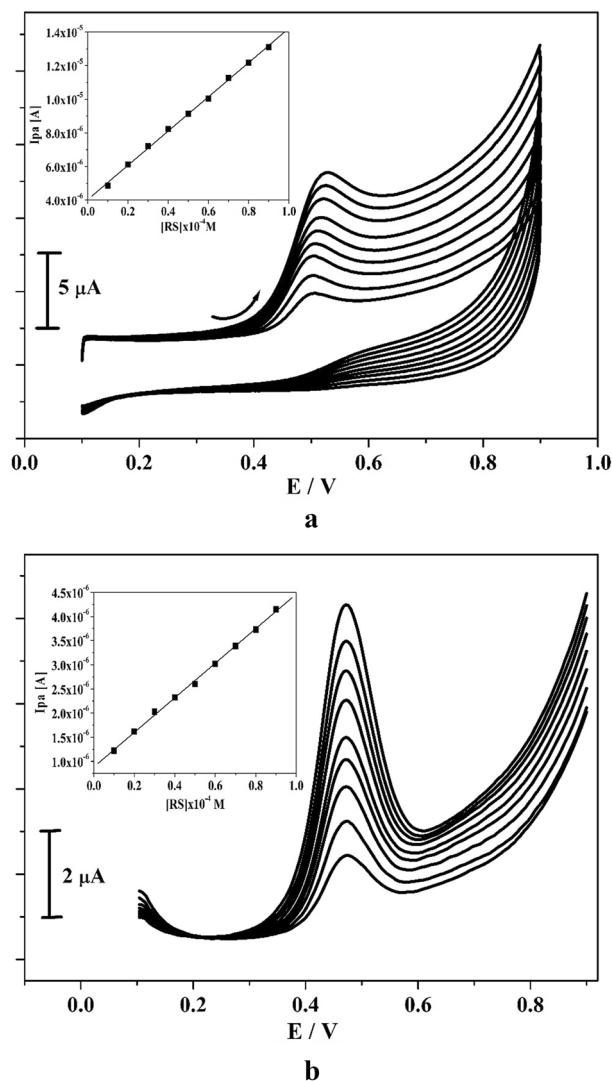 1.4x10⁻⁵
1.2x10⁻⁵
1.0x10⁻⁵
8.0x10⁻⁶
6.0x10⁻⁶
4.0x10⁻⁶
Ipa [A]
0.0 0.2 0.4 0.6 0.8 1.0
[RS]x10⁻⁴M
5 μA
0.0 0.2 0.4 0.6 0.8 1.0
E / V
a
4.5x10⁻⁶
4.0x10⁻⁶
3.5x10⁻⁶
3.0x10⁻⁶
2.5x10⁻⁶
2.0x10⁻⁶
1.5x10⁻⁶
1.0x10⁻⁶
Ipa [A]
0.0 0.2 0.4 0.6 0.8 1.0
[RS]x10⁻⁴ M
2 μA
0.0 0.2 0.4 0.6 0.8
E / V
b